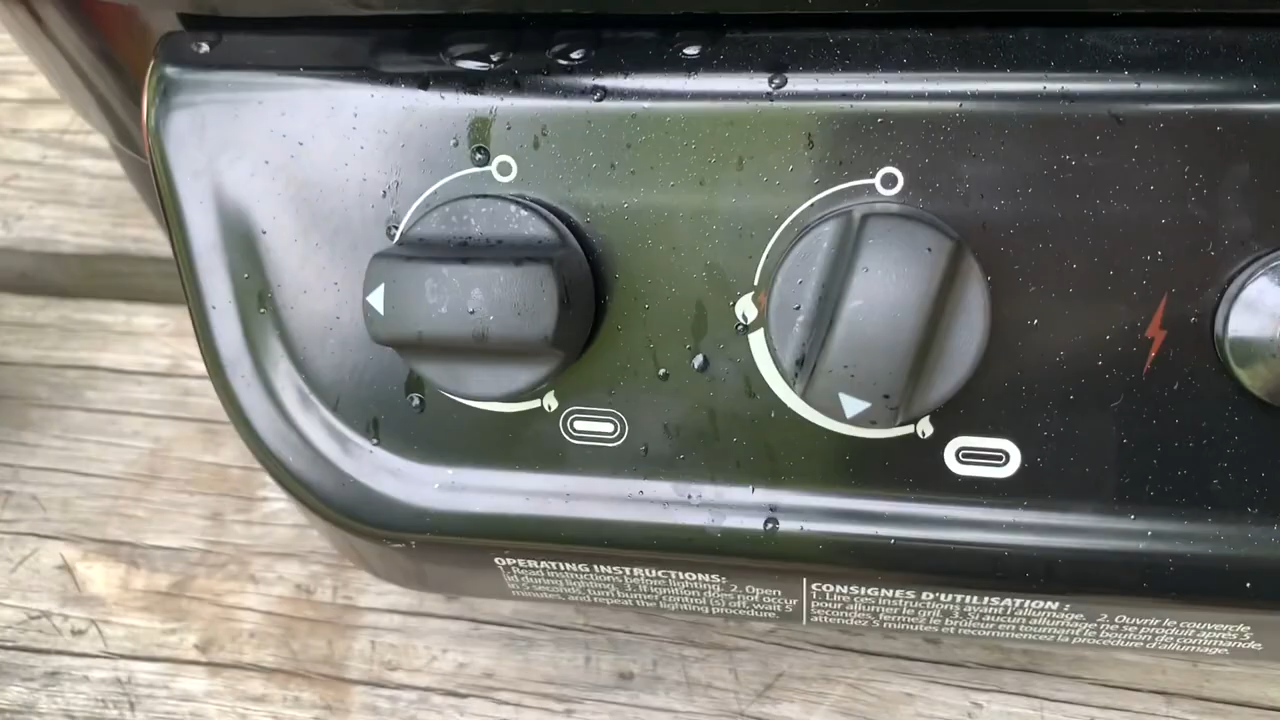 OPERATING INSTRUCTIONS:
1. Read instructions before lighting. 2. Open
lid during lighting. 3. If ignition does not occur
in 5 seconds, turn burner control (s) off, wait 5
minutes, and repeat the lighting procedure.
CONSIGNES D'UTILISATION :
1. Lire ces instructions avant l'allumage. 2. Ouvrir le couvercle
pour allumer le gril. 3. Si aucun allumage ne se produit après 5
secondes, fermez le brûleur en tournant le bouton de commande,
attendez 5 minutes et recommencez la procédure d'allumage.